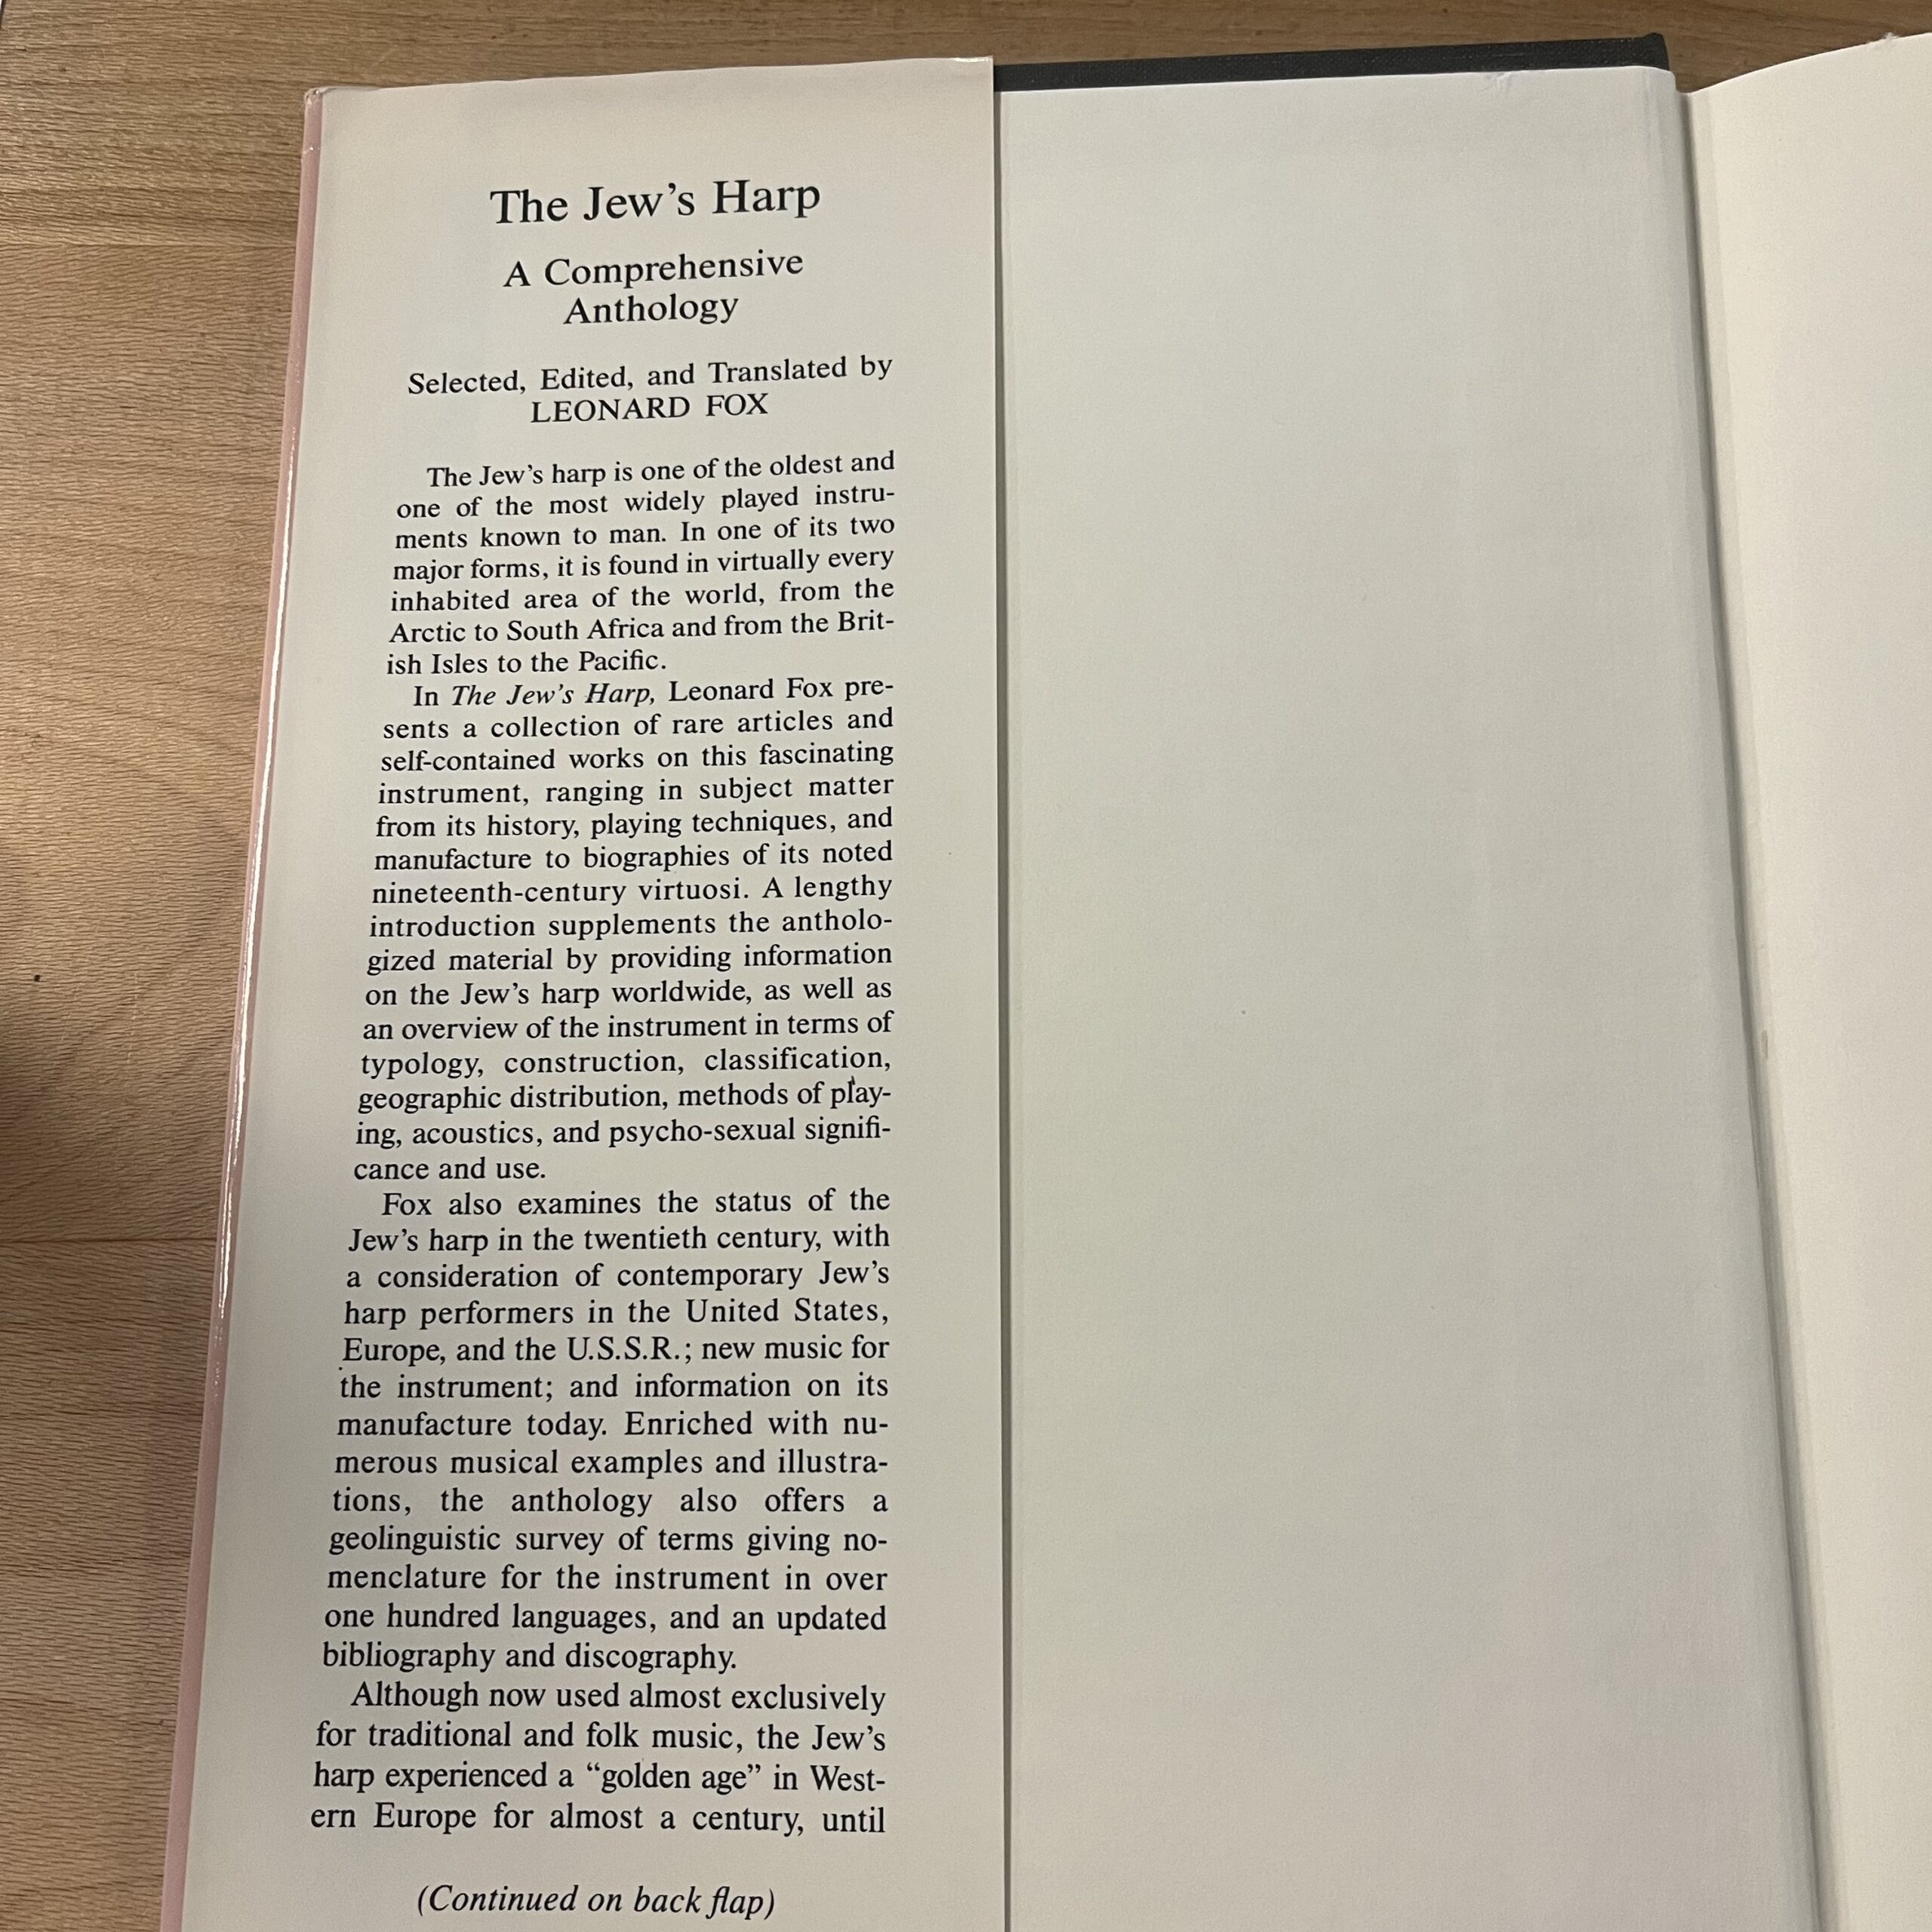 The Jew's Harp
A Comprehensive
Anthology
Selected, Edited, and Translated by
LEONARD FOX
The Jew's harp is one of the oldest and
one of the most widely played instru-
ments known to man. In one of its two
major forms, it is found in virtually every
inhabited area of the world, from the
Arctic to South Africa and from the Brit-
ish Isles to the Pacific.
In The Jew's Harp, Leonard Fox pre-
sents a collection of rare articles and
self-contained works on this fascinating
instrument, ranging in subject matter
from its history, playing techniques, and
manufacture to biographies of its noted
nineteenth-century virtuosi. A lengthy
introduction supplements the antholo-
gized material by providing information
on the Jew's harp worldwide, as well as
an overview of the instrument in terms of
typology, construction, classification,
geographic distribution, methods of play-
ing, acoustics, and psycho-sexual signifi-
cance and use.
Fox also examines the status of the
Jew's harp in the twentieth century, with
a consideration of contemporary Jew's
harp performers in the United States,
Europe, and the U.S.S.R.; new music for
the instrument; and information on its
manufacture today. Enriched with nu-
merous musical examples and illustra-
tions, the anthology also offers a
geolinguistic survey of terms giving no-
menclature for the instrument in over
one hundred languages, and an updated
bibliography and discography.
Although now used almost exclusively
for traditional and folk music, the Jew's
harp experienced a “golden age” in West-
ern Europe for almost a century, until
(Continued on back flap)